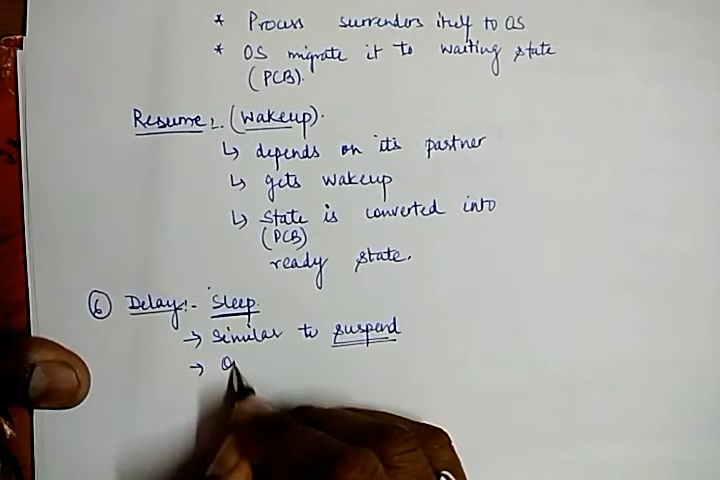 * Process surrenders itself to OS
* OS migrate it to waiting state
(PCB).
Resume :. (Wakeup).
↳ depends on its partner
↳ gets wakeup
↳ State is converted into
(PCB)
ready state.
⑥ Delay :- Sleep.
→ Similar to suspend
→ O